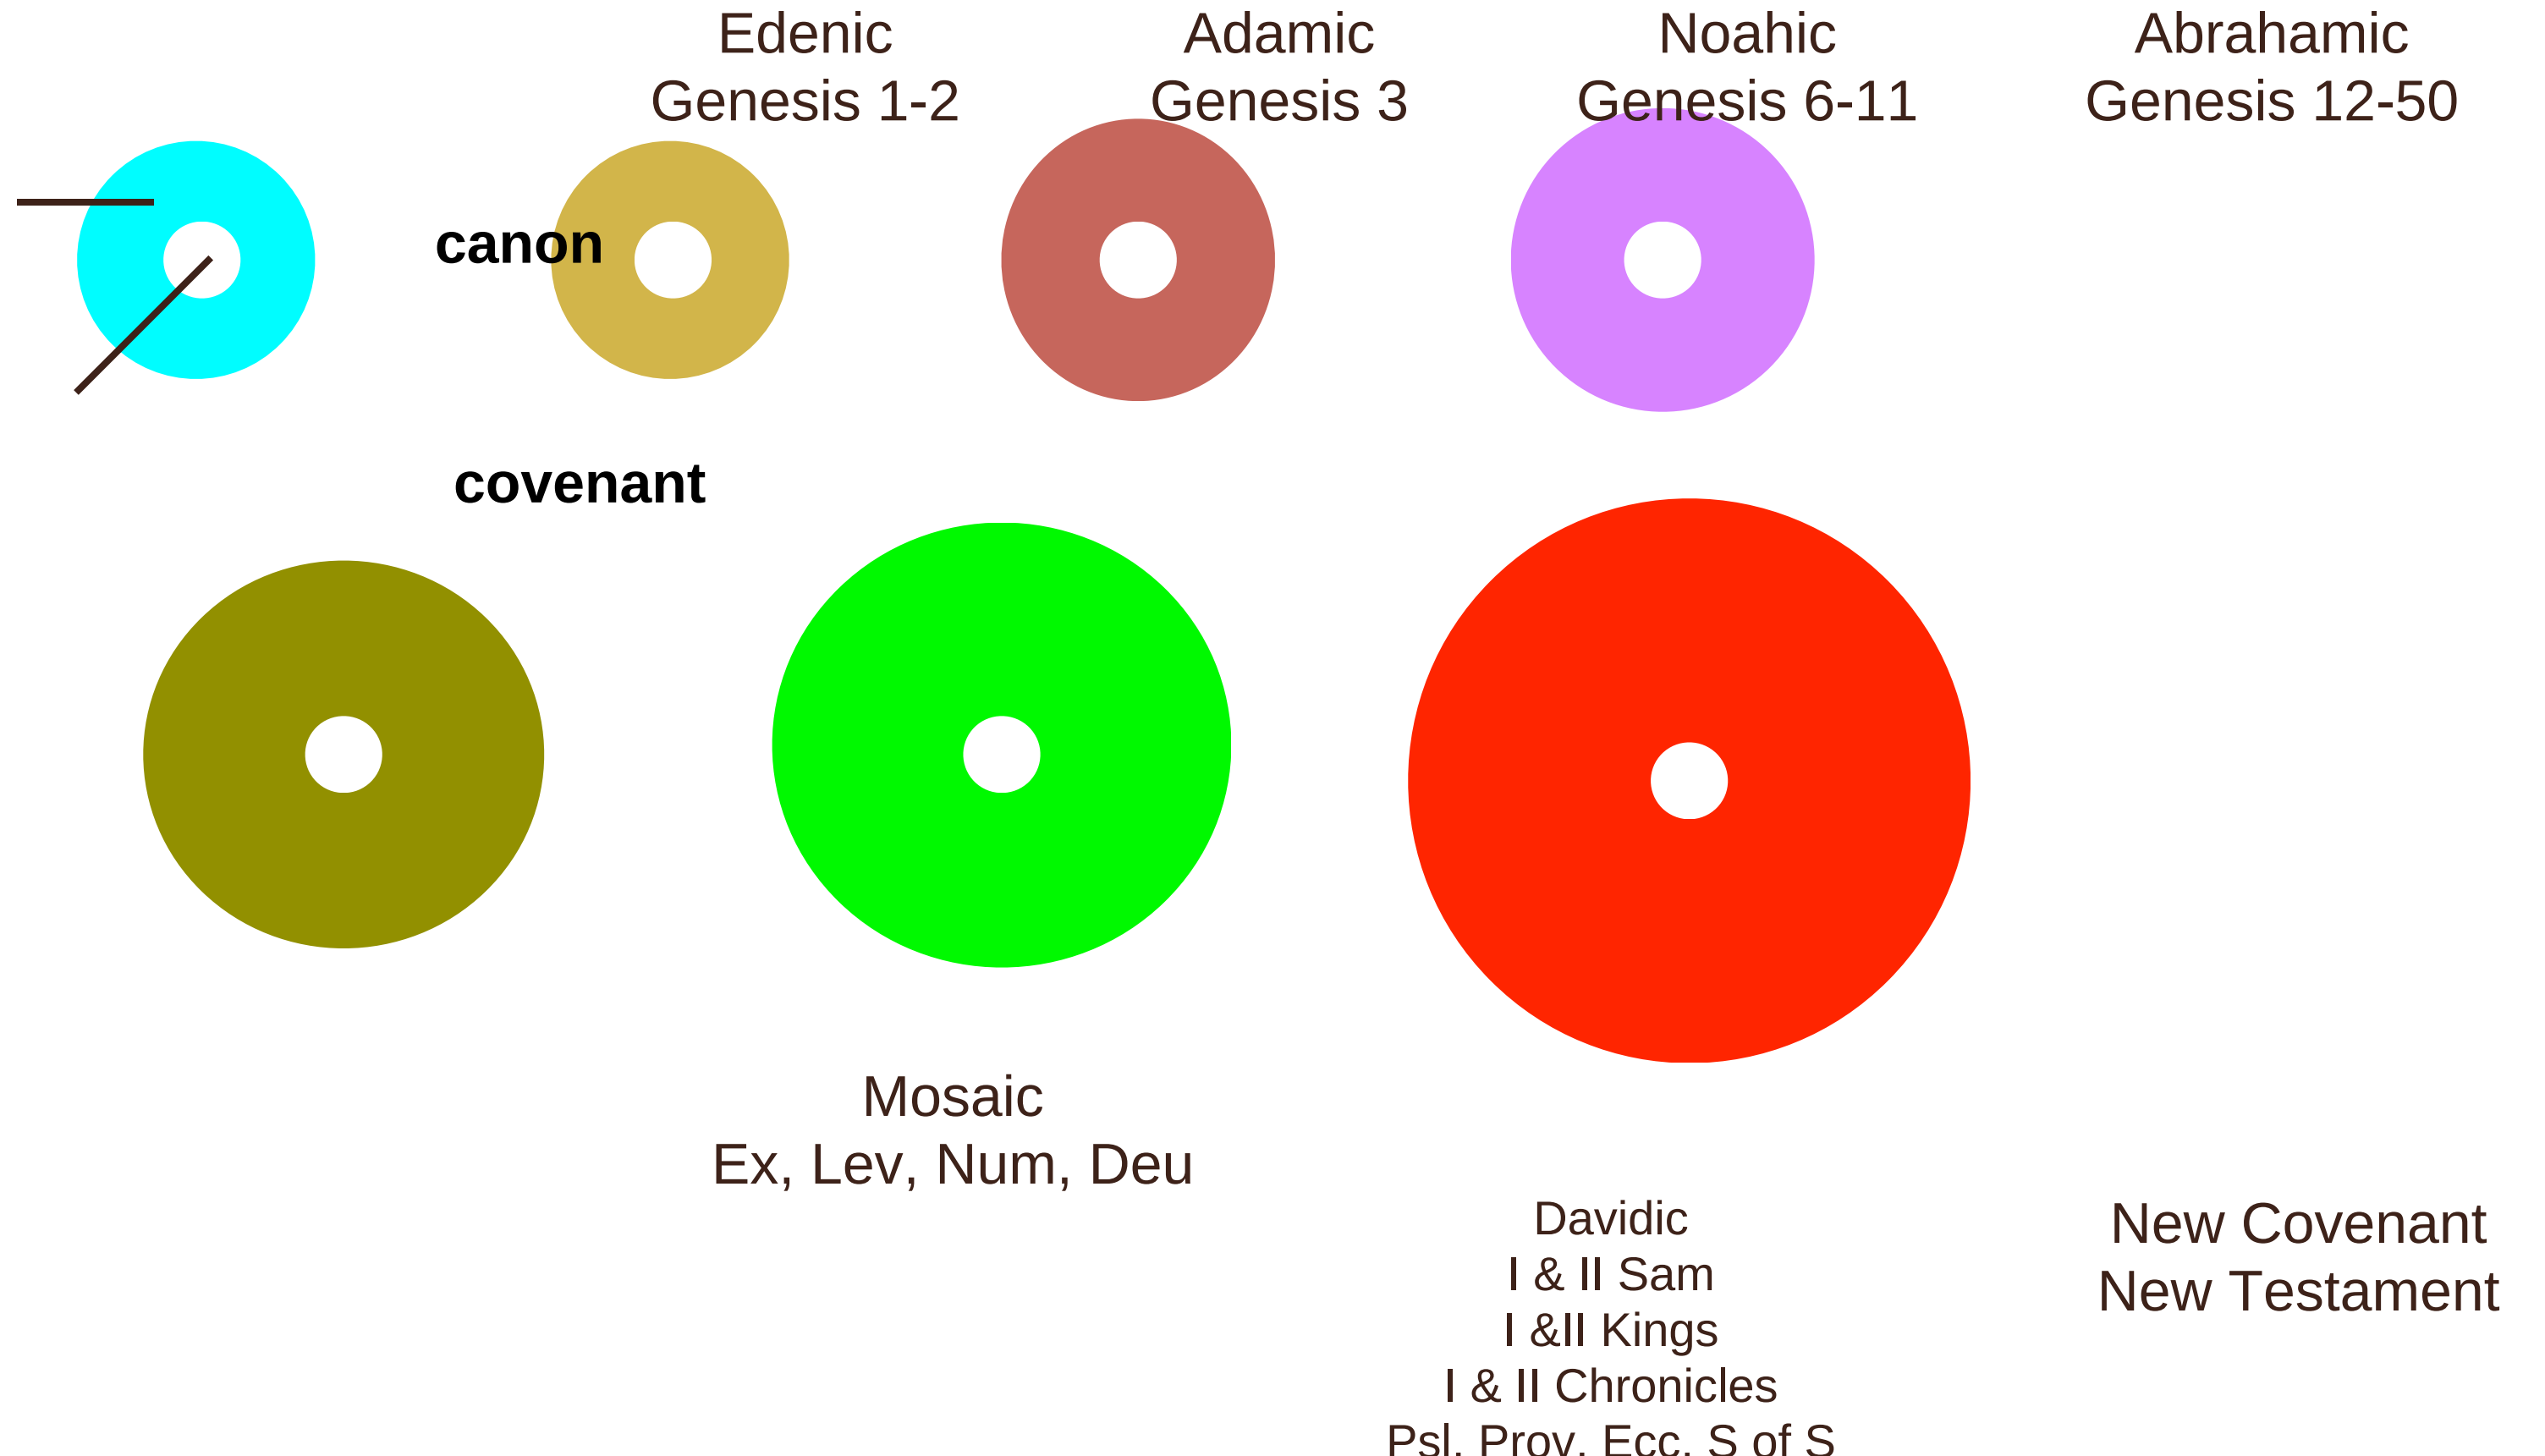 Edenic
Genesis 1-2
Adamic
Genesis 3
Noahic
Genesis 6-11
Abrahamic
Genesis 12-50
canon
covenant
Mosaic
Ex, Lev, Num, Deu
Davidic
I & II Sam
I &II Kings
I & II Chronicles
Psl, Prov, Ecc, S of S
New Covenant
New Testament